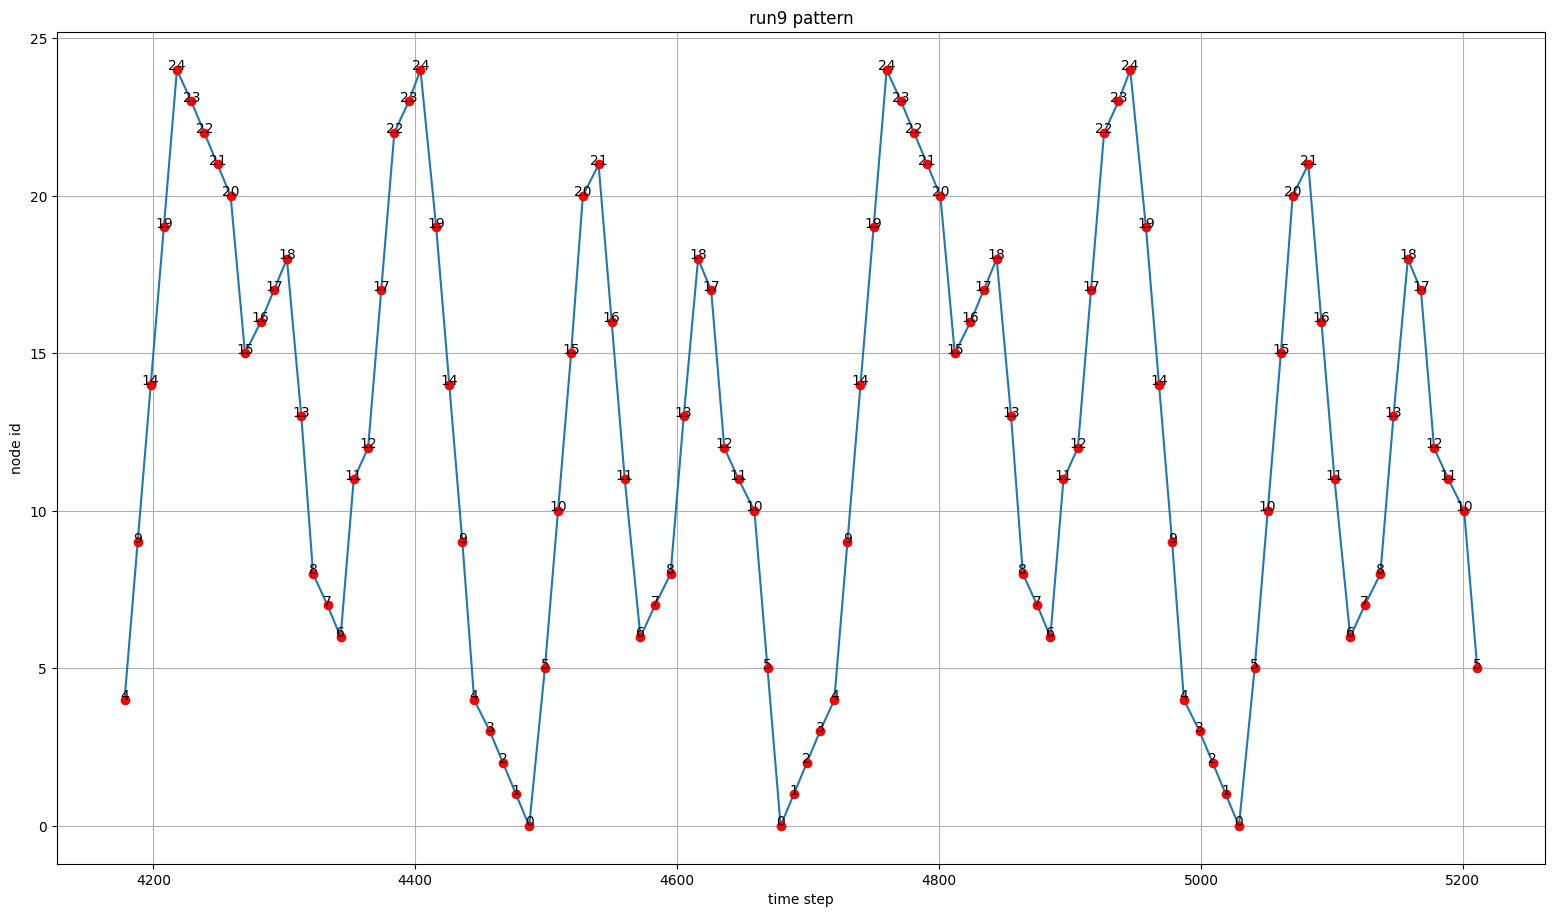 run9 pattern
25
24 24 24 24
23 23 23 23
22 22 22 22
21 21 21 21
20 20 20 20 20
19 19 19 19
18 18 18 18
17 17 17 17 17 17
16 16 16 16
15 15 15 15 15
14 14 14 14
13 13 13 13
12 12 12 12
11 11 11 11 11 11
node id
10 10 10 10 10
9 9 9 9
8 8 8 8
7 7 7 7
6 6 6 6
5 5 5 5 5
4 4 4 4
3 3 3
2 2 2
1 1 1
0 0 0 0
4200 4400 4600 4800 5000 5200
time step